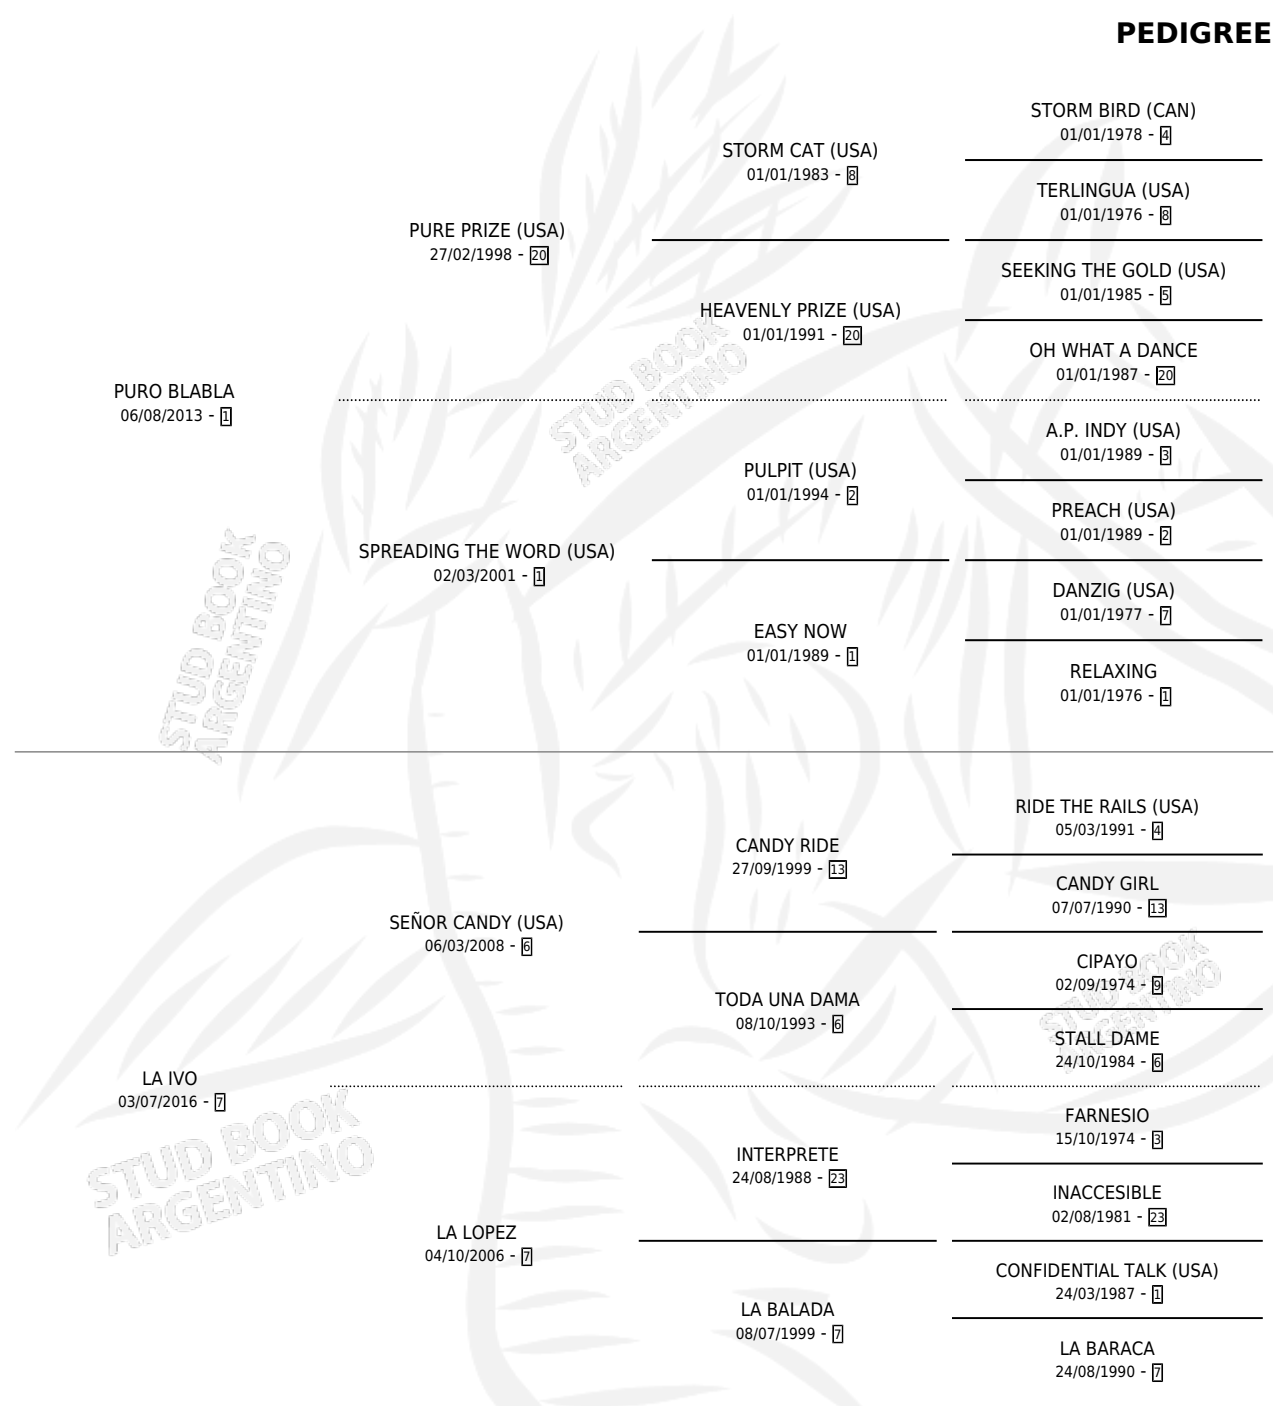 PEDIGREE
STORM BIRD (CAN)
01/01/1978 - 4
STORM CAT (USA)
01/01/1983 - 8
TERLINGUA (USA)
01/01/1976 - 8
PURE PRIZE (USA)
27/02/1998 - 20
SEEKING THE GOLD (USA)
01/01/1985 - 5
HEAVENLY PRIZE (USA)
01/01/1991 - 20
OH WHAT A DANCE
01/01/1987 - 20
PURO BLABLA
06/08/2013 - 1
A.P. INDY (USA)
01/01/1989 - 3
PULPIT (USA)
01/01/1994 - 2
PREACH (USA)
01/01/1989 - 2
SPREADING THE WORD (USA)
02/03/2001 - 1
DANZIG (USA)
01/01/1977 - 7
EASY NOW
01/01/1989 - 1
RELAXING
01/01/1976 - 1
RIDE THE RAILS (USA)
05/03/1991 - 4
CANDY RIDE
27/09/1999 - 13
CANDY GIRL
07/07/1990 - 13
SEÑOR CANDY (USA)
06/03/2008 - 6
CIPAYO
02/09/1974 - 9
TODA UNA DAMA
08/10/1993 - 6
STALL DAME
24/10/1984 - 6
LA IVO
03/07/2016 - 7
FARNESIO
15/10/1974 - 3
INTERPRETE
24/08/1988 - 23
INACCESIBLE
02/08/1981 - 23
LA LOPEZ
04/10/2006 - 7
CONFIDENTIAL TALK (USA)
24/03/1987 - 1
LA BALADA
08/07/1999 - 7
LA BARACA
24/08/1990 - 7
STUD BOOK
ARGENTINO
STUD BOOK
ARGENTINO
STUD BOOK
ARGENTINO
STUD BOOK
ARGENTINO